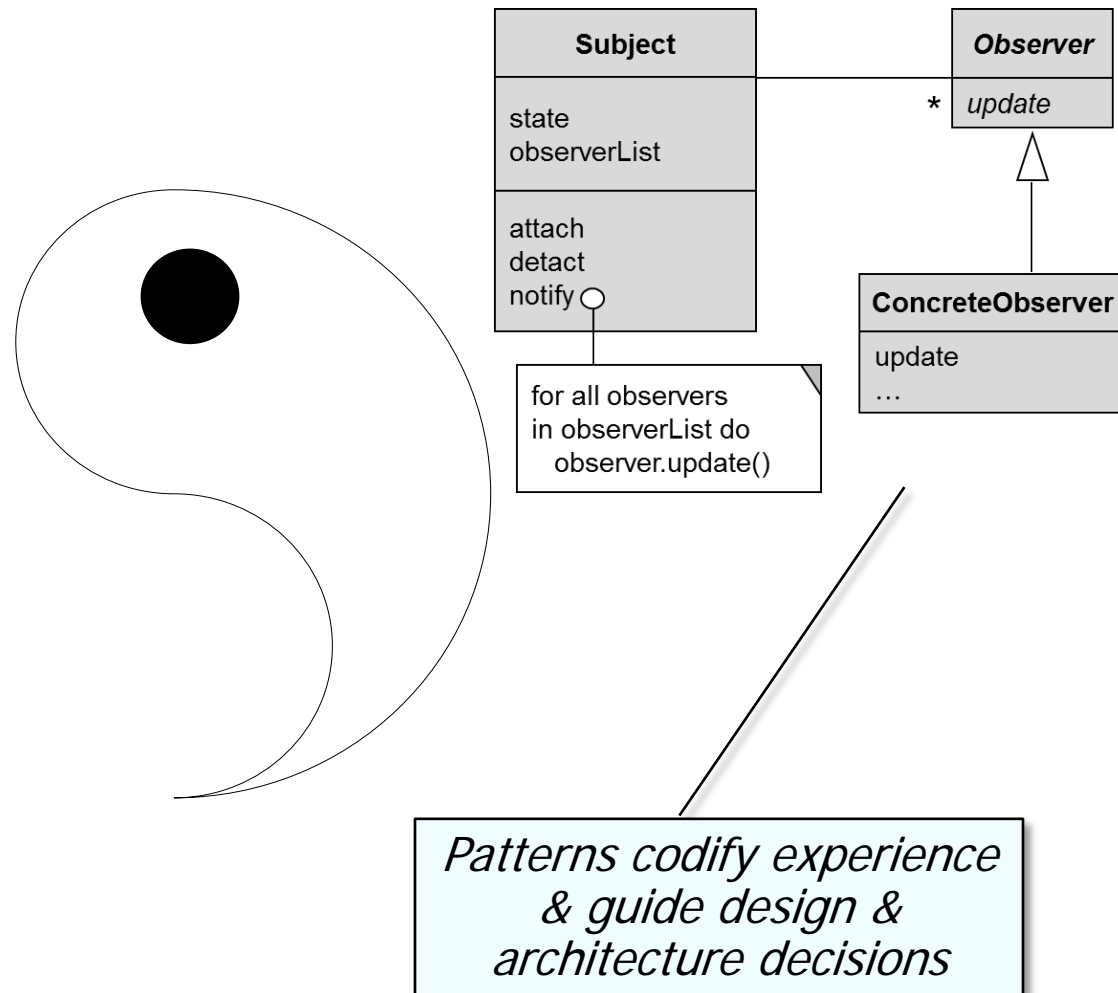 Subject
state
observerList
attach
detact
notify
for all observers
in observerList do
observer.update()
Observer
*
update
ConcreteObserver
update
...
Patterns codify experience
& guide design &
architecture decisions